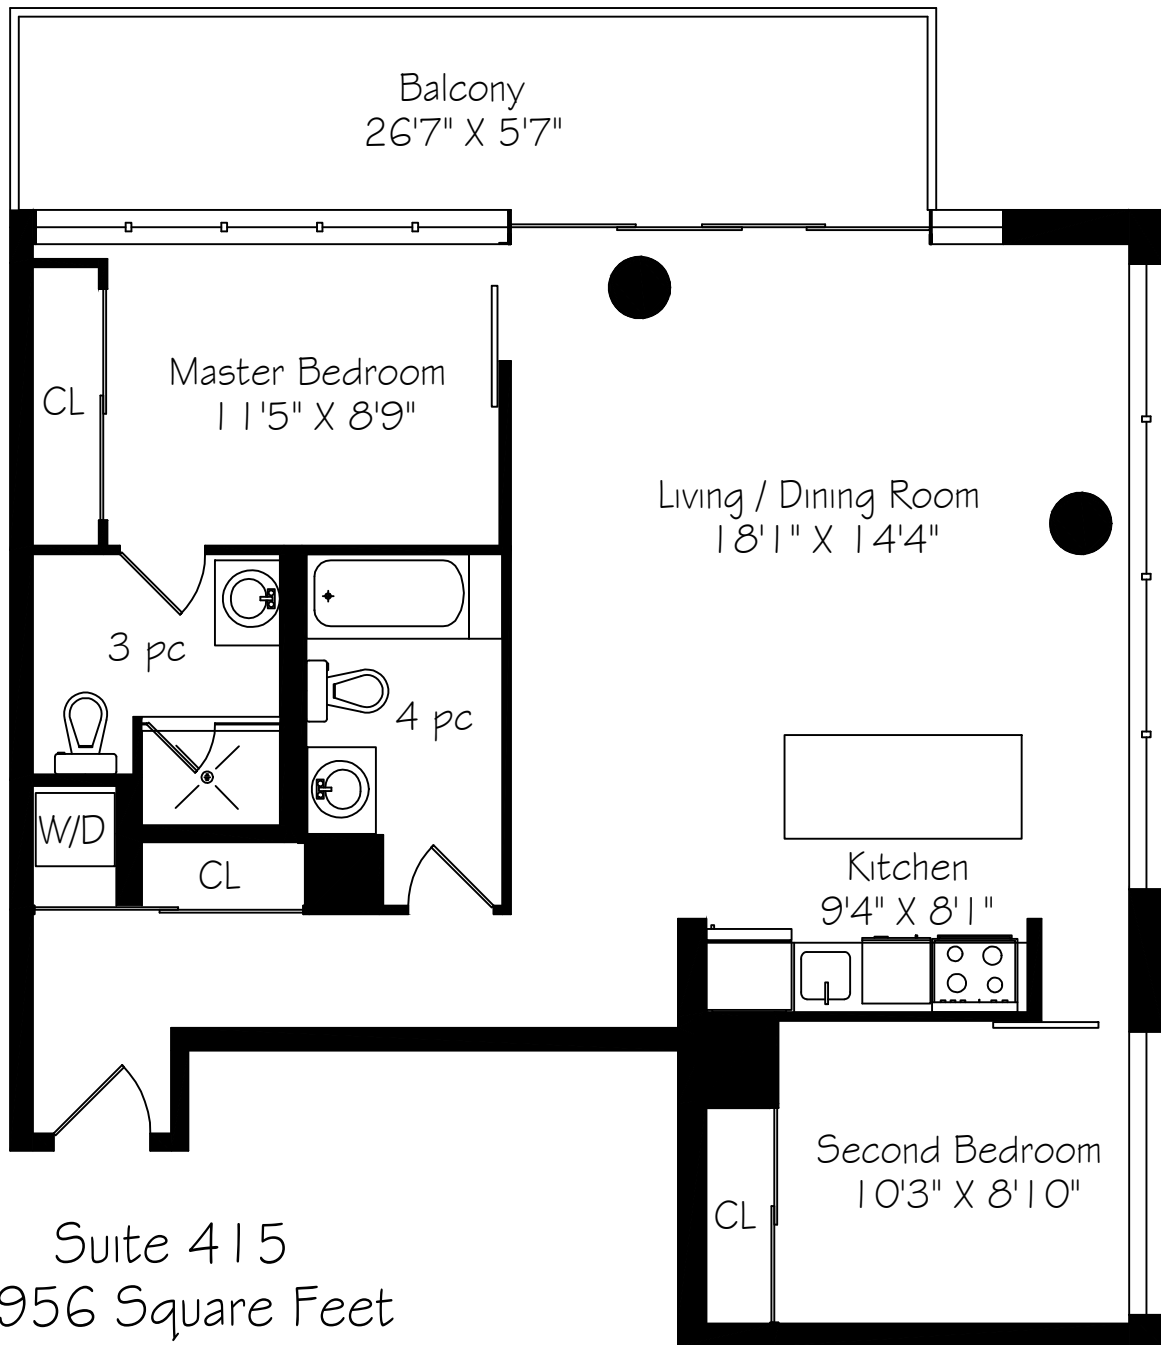 Balcony
26'7" X 5'7"
Master Bedroom
11'5" X 8'9"
CL
Living / Dining Room
18'1" X 14'4"
3 pc
4 pc
W/D
CL
Kitchen
9'4" X 8'1"
Second Bedroom
10'3" X 8'10"
CL
Suite 415
956 Square Feet